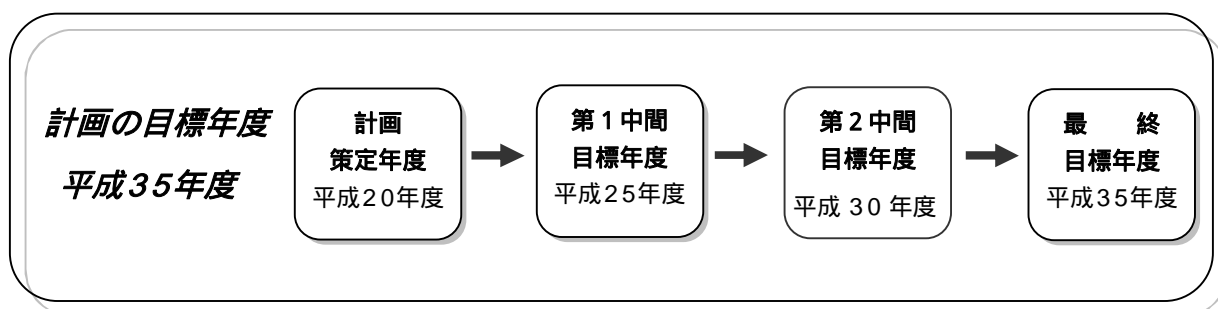 計画の目標年度
平成35年度
計画
策定年度
平成20年度
第1中間
目標年度
平成25年度
第2中間
目標年度
平成 30 年度
最　終
目標年度
平成35年度